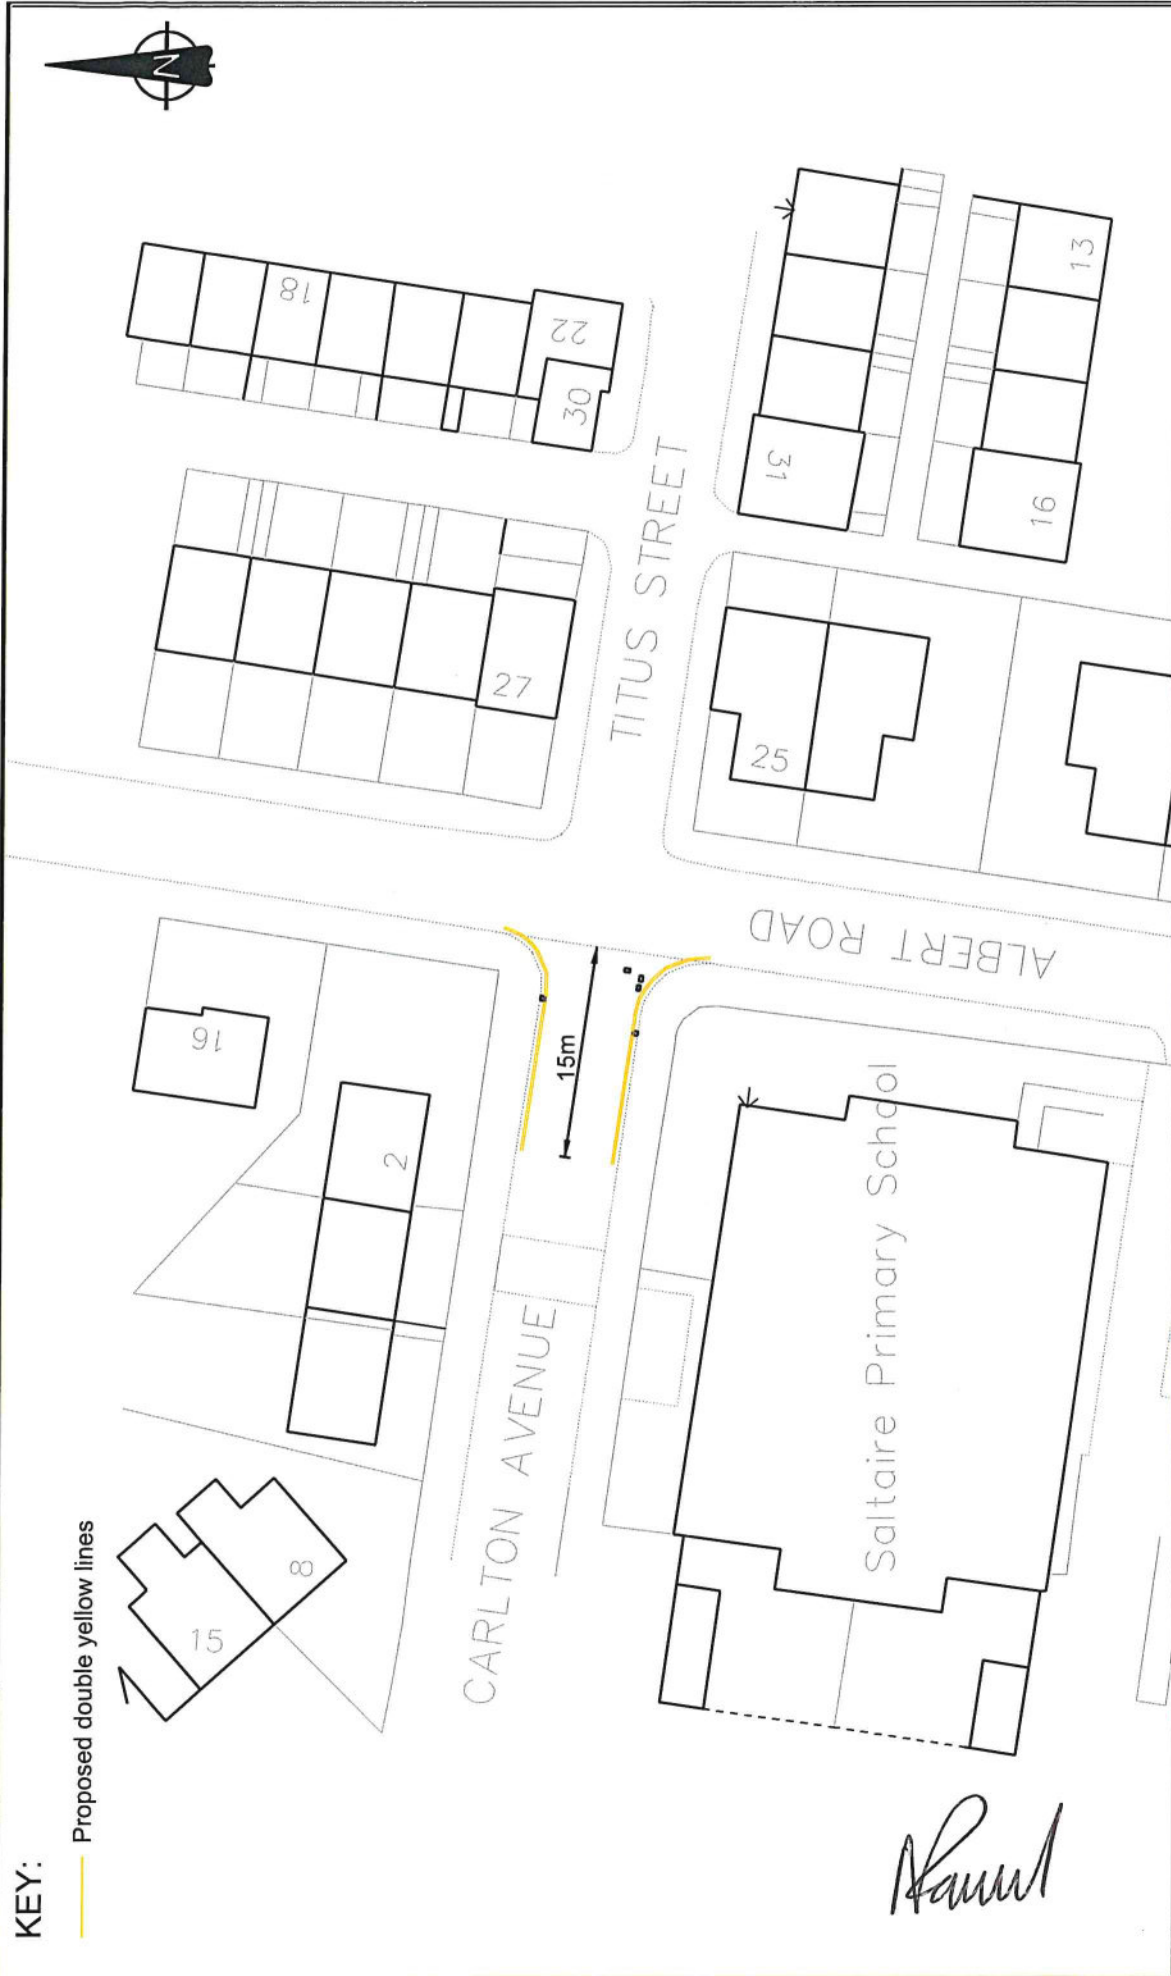 KEY:
Proposed double yellow lines
N
15
8
2
16
18
22
30
27
TITUS STREET
31
16
13
25
ALBERT ROAD
15m
CARLTON AVENUE
Saltaire Primary School